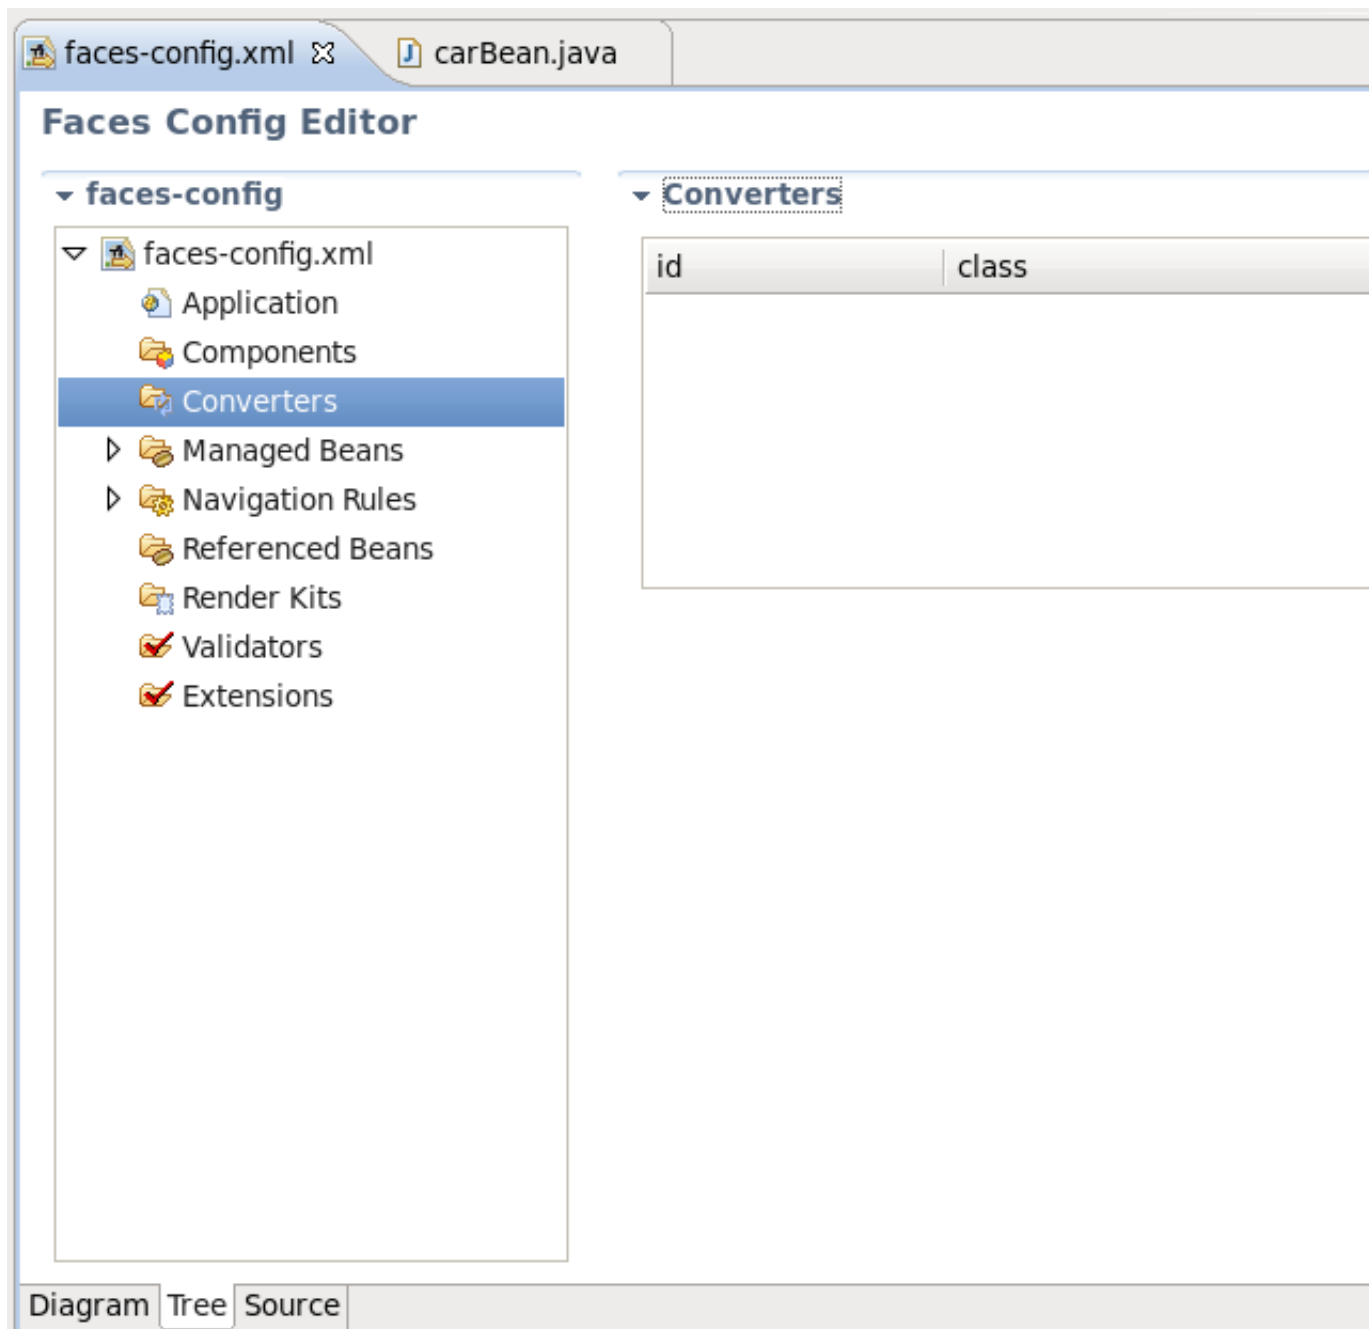 faces-config.xml carBean.java
Faces Config Editor
faces-config
Converters
faces-config.xml
id class
Application
Components
Converters
Managed Beans
Navigation Rules
Referenced Beans
Render Kits
Validators
Extensions
Diagram Tree Source